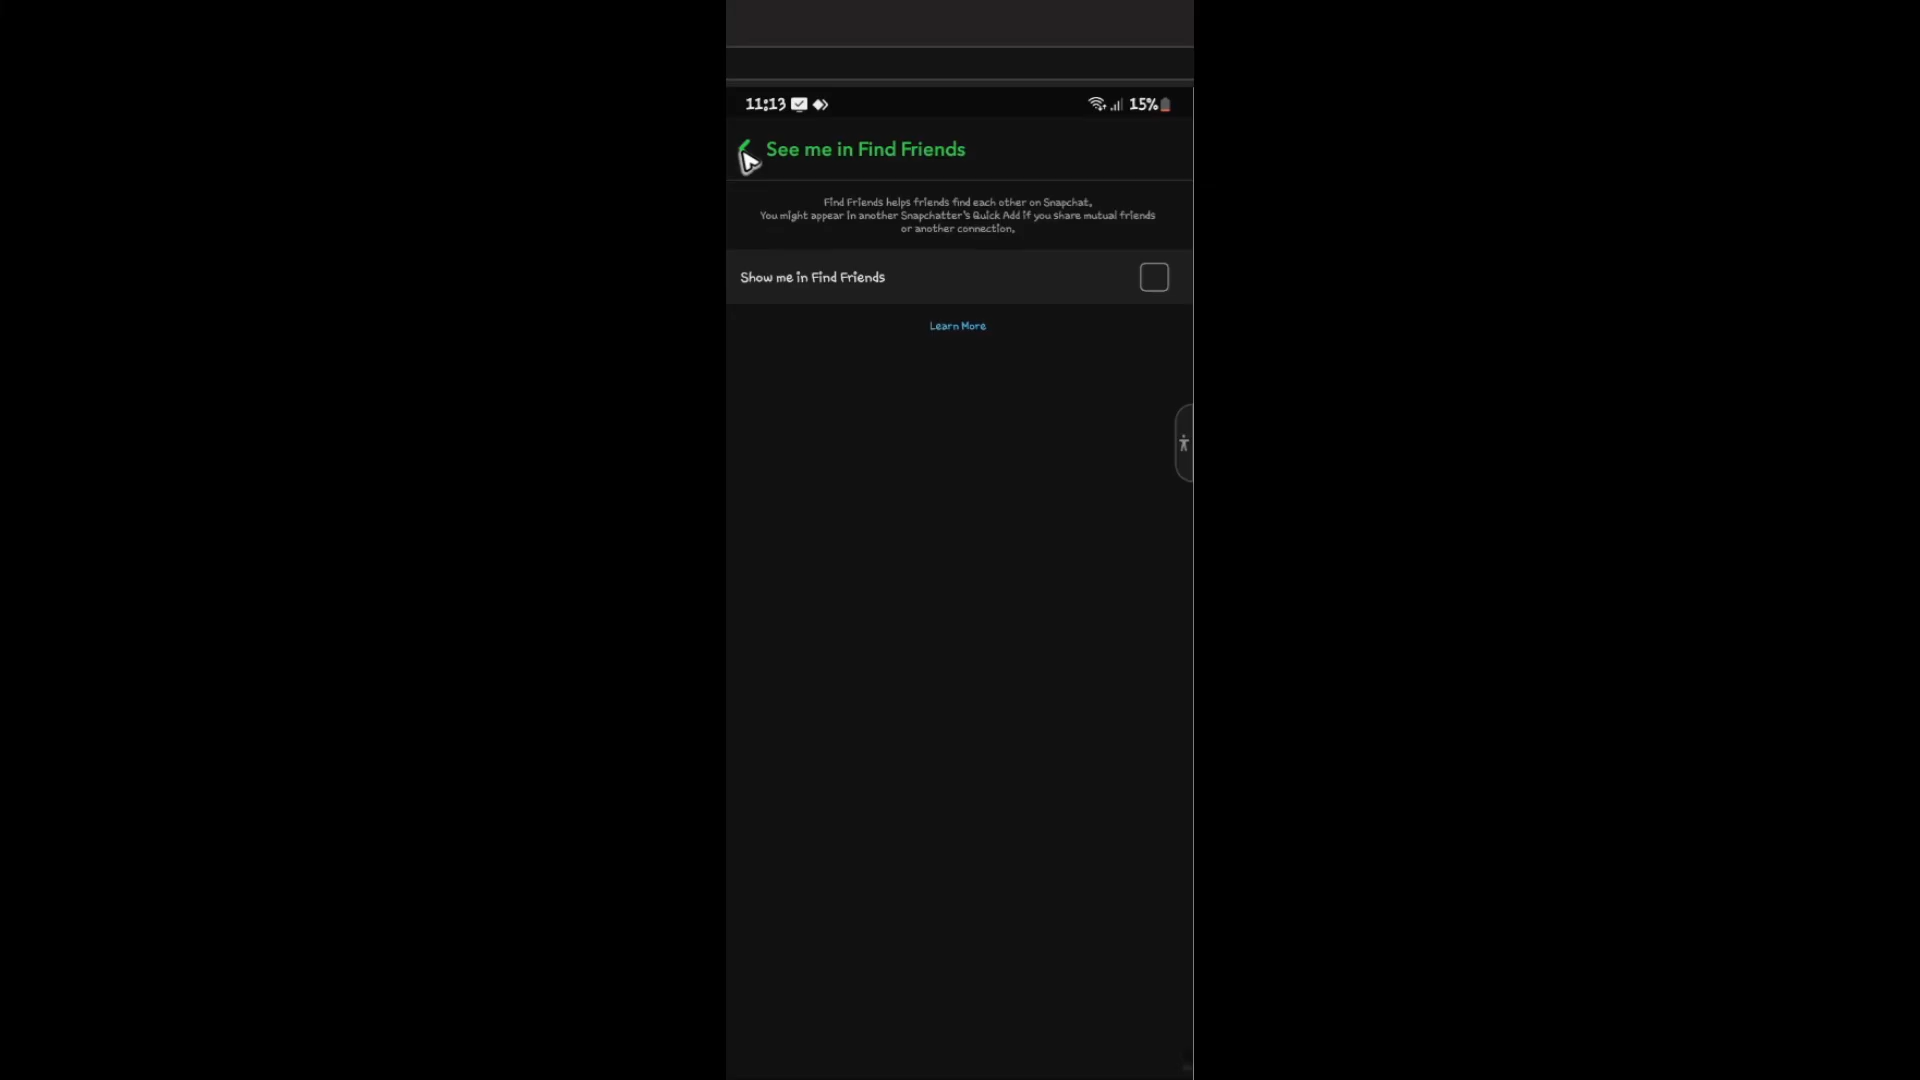 11:13 15%
See me in Find Friends
Find Friends helps friends find each other on Snapchat.
You might appear in another Snapchatter's Quick Add if you share mutual friends
or another connection.
Show me in Find Friends
Learn More